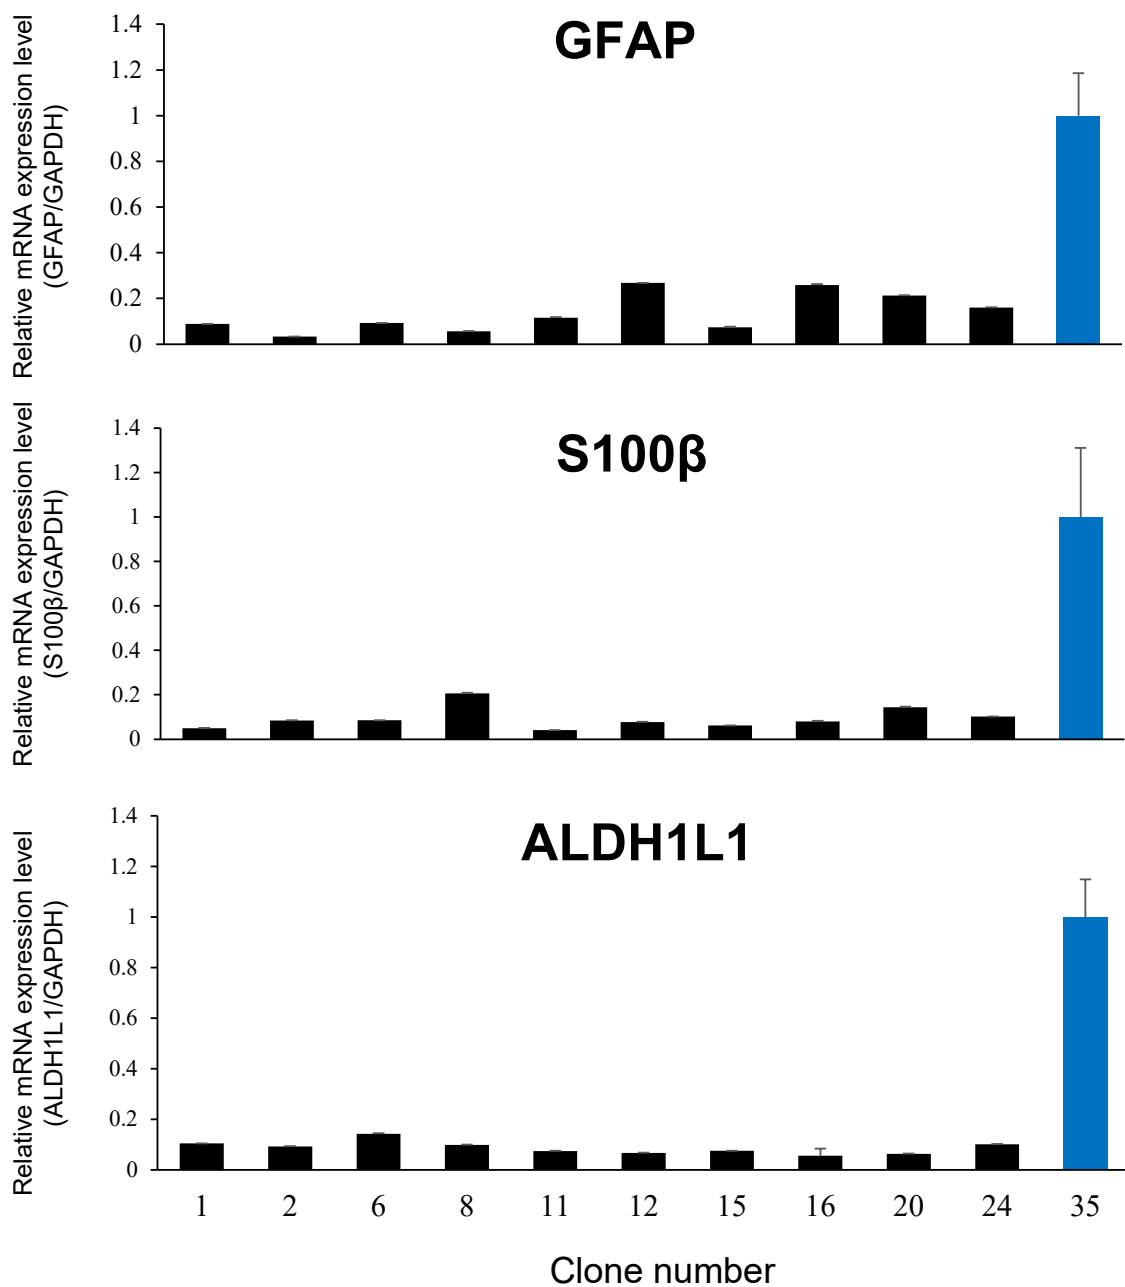 GFAP
Relative mRNA expression level
(GFAP/GAPDH)
1.4
1.2
1
0.8
0.6
0.4
0.2
0
S100β
Relative mRNA expression level
(S100β/GAPDH)
1.4
1.2
1
0.8
0.6
0.4
0.2
0
ALDH1L1
Relative mRNA expression level
(ALDH1L1/GAPDH)
1.4
1.2
1
0.8
0.6
0.4
0.2
0
1 2 6 8 11 12 15 16 20 24 35
Clone number